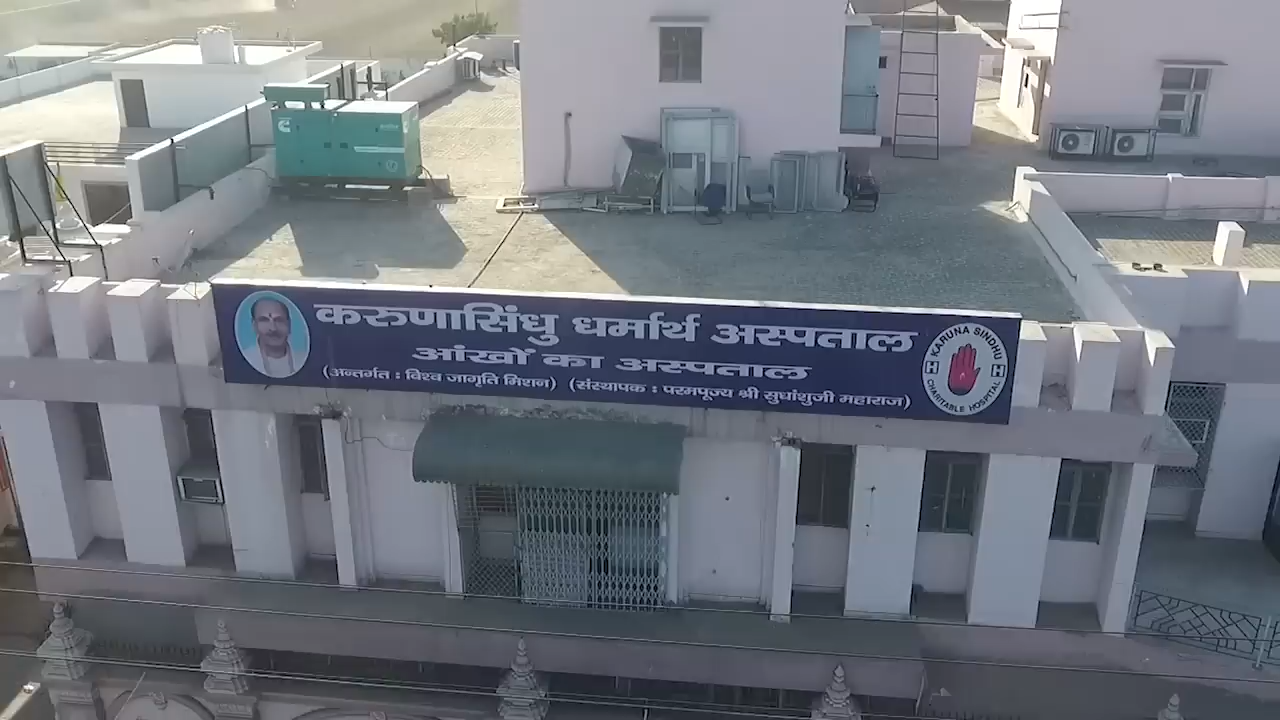 करुणासिंधु धर्मार्थ अस्पताल
आंखों का अस्पताल
(अन्तर्गत : विश्व जागृति मिशन) (संस्थापक : परमपूज्य श्री सुधांशुजी महाराज)
KARUNA SINDHU
H H
CHARITABLE HOSPITAL